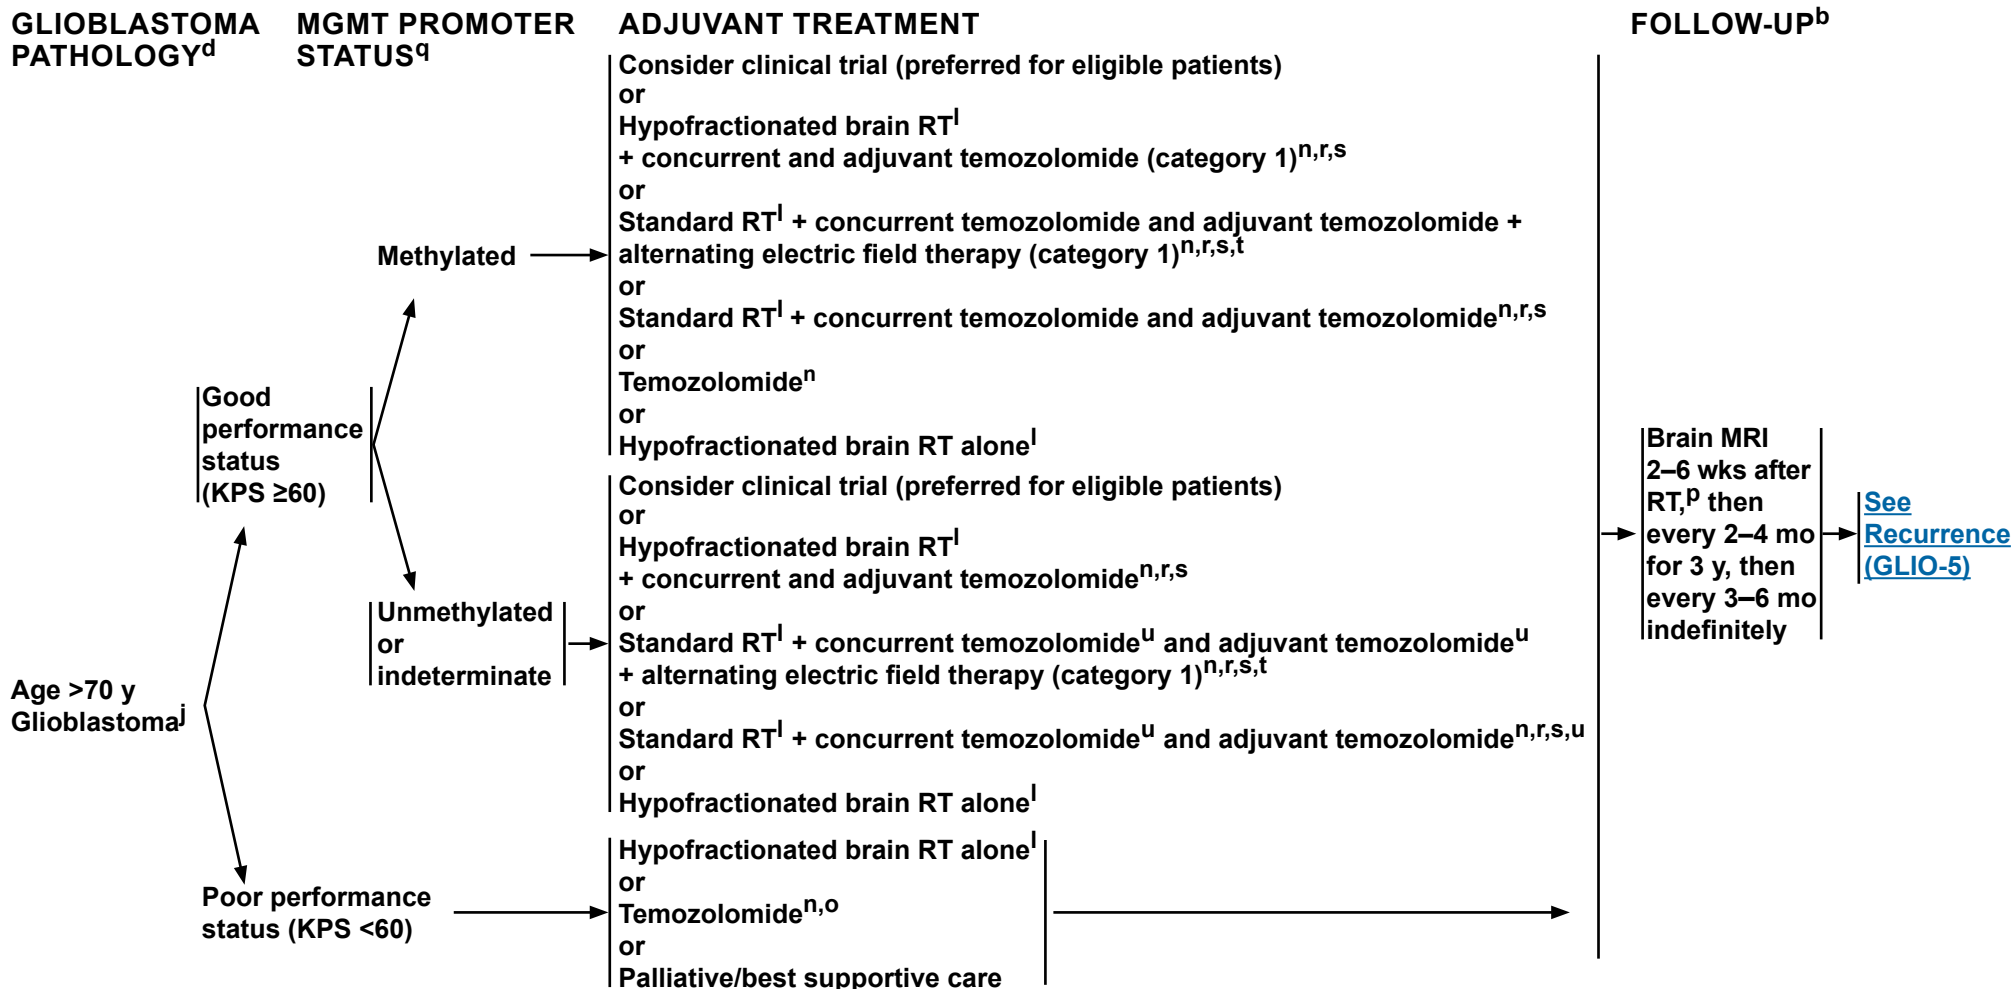 GLIOBLASTOMA
PATHOLOGYd
MGMT PROMOTER
STATUSq
ADJUVANT TREATMENT
FOLLOW-UPb
Age >70 y
Glioblastomaj
Good
performance
status
(KPS ≥60)
Methylated
Consider clinical trial (preferred for eligible patients)
or
Hypofractionated brain RTl
+ concurrent and adjuvant temozolomide (category 1)n,r,s
or
Standard RTl + concurrent temozolomide and adjuvant temozolomide +
alternating electric field therapy (category 1)n,r,s,t
or
Standard RTl + concurrent temozolomide and adjuvant temozolomiden,r,s
or
Temozolomiden
or
Hypofractionated brain RT alonel
Unmethylated
or
indeterminate
Consider clinical trial (preferred for eligible patients)
or
Hypofractionated brain RTl
+ concurrent and adjuvant temozolomiden,r,s
or
Standard RTl + concurrent temozolomideu and adjuvant temozolomideu
+ alternating electric field therapy (category 1)n,r,s,t
or
Standard RTl + concurrent temozolomideu and adjuvant temozolomiden,r,s,u
or
Hypofractionated brain RT alonel
Poor performance
status (KPS <60)
Hypofractionated brain RT alonel
or
Temozolomiden,o
or
Palliative/best supportive care
Brain MRI
2–6 wks after
RT,p then
every 2–4 mo
for 3 y, then
every 3–6 mo
indefinitely
See
Recurrence
(GLIO-5)